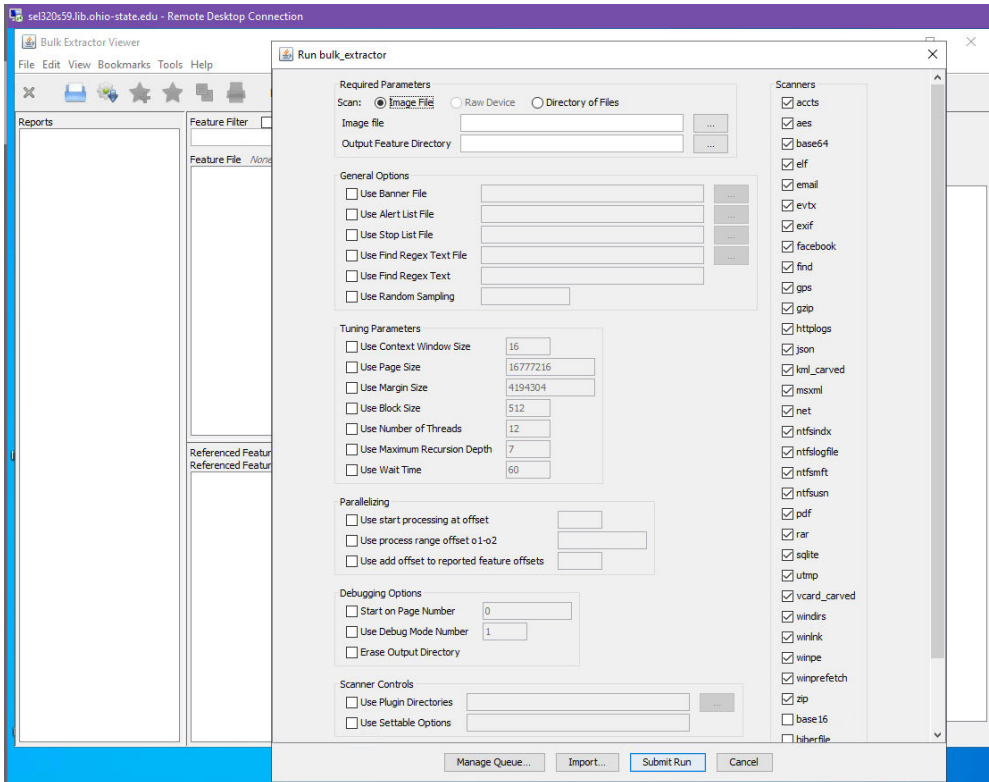 sel320s59.lib.ohio-state.edu - Remote Desktop Connection
Bulk Extractor Viewer
File Edit View Bookmarks Tools Help
Reports
Feature Filter
Feature File None
Referenced Featur
Referenced Featur
Run bulk_extractor
Required Parameters
Scan: Image File Raw Device Directory of Files
Image file ...
Output Feature Directory ...
General Options
Use Banner File ...
Use Alert List File ...
Use Stop List File ...
Use Find Regex Text File ...
Use Find Regex Text
Use Random Sampling
Tuning Parameters
Use Context Window Size 16
Use Page Size 16777216
Use Margin Size 4194304
Use Block Size 512
Use Number of Threads 12
Use Maximum Recursion Depth 7
Use Wait Time 60
Parallelizing
Use start processing at offset
Use process range offset o1-o2
Use add offset to reported feature offsets
Debugging Options
Start on Page Number 0
Use Debug Mode Number 1
Erase Output Directory
Scanner Controls
Use Plugin Directories ...
Use Settable Options
Scanners
accts
aes
base64
elf
email
evtx
exif
facebook
find
gps
gzip
httplogs
json
kml_carved
msxml
net
ntfsindx
ntfslogfile
ntfsmft
ntfsusn
pdf
rar
sqlite
utmp
vcard_carved
windirs
winlnk
winpe
winprefetch
zip
base16
hiberfile
Manage Queue... Import... Submit Run Cancel